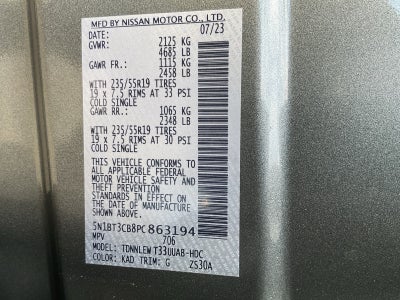 MFD BY NISSAN MOTOR CO., LTD.
DATE: 07/23
GVWR: 2125 KG
4685 LB
GAWR FR.: 1115 KG
2458 LB
WITH 235/55R19 TIRES
19 x 7.5 RIMS AT 33 PSI
COLD SINGLE
GAWR RR.: 1065 KG
2348 LB
WITH 235/55R19 TIRES
19 x 7.5 RIMS AT 30 PSI
COLD SINGLE
THIS VEHICLE CONFORMS TO
ALL APPLICABLE FEDERAL
MOTOR VEHICLE SAFETY AND
THEFT PREVENTION
STANDARDS IN EFFECT ON
THE DATE OF MANUFACTURE
SHOWN ABOVE.
5N1BT3CB8PC863194
MPV 706
MODEL: TDNNLEW T33UUAB-HDC
COLOR: KAD TRIM: G ZS30A